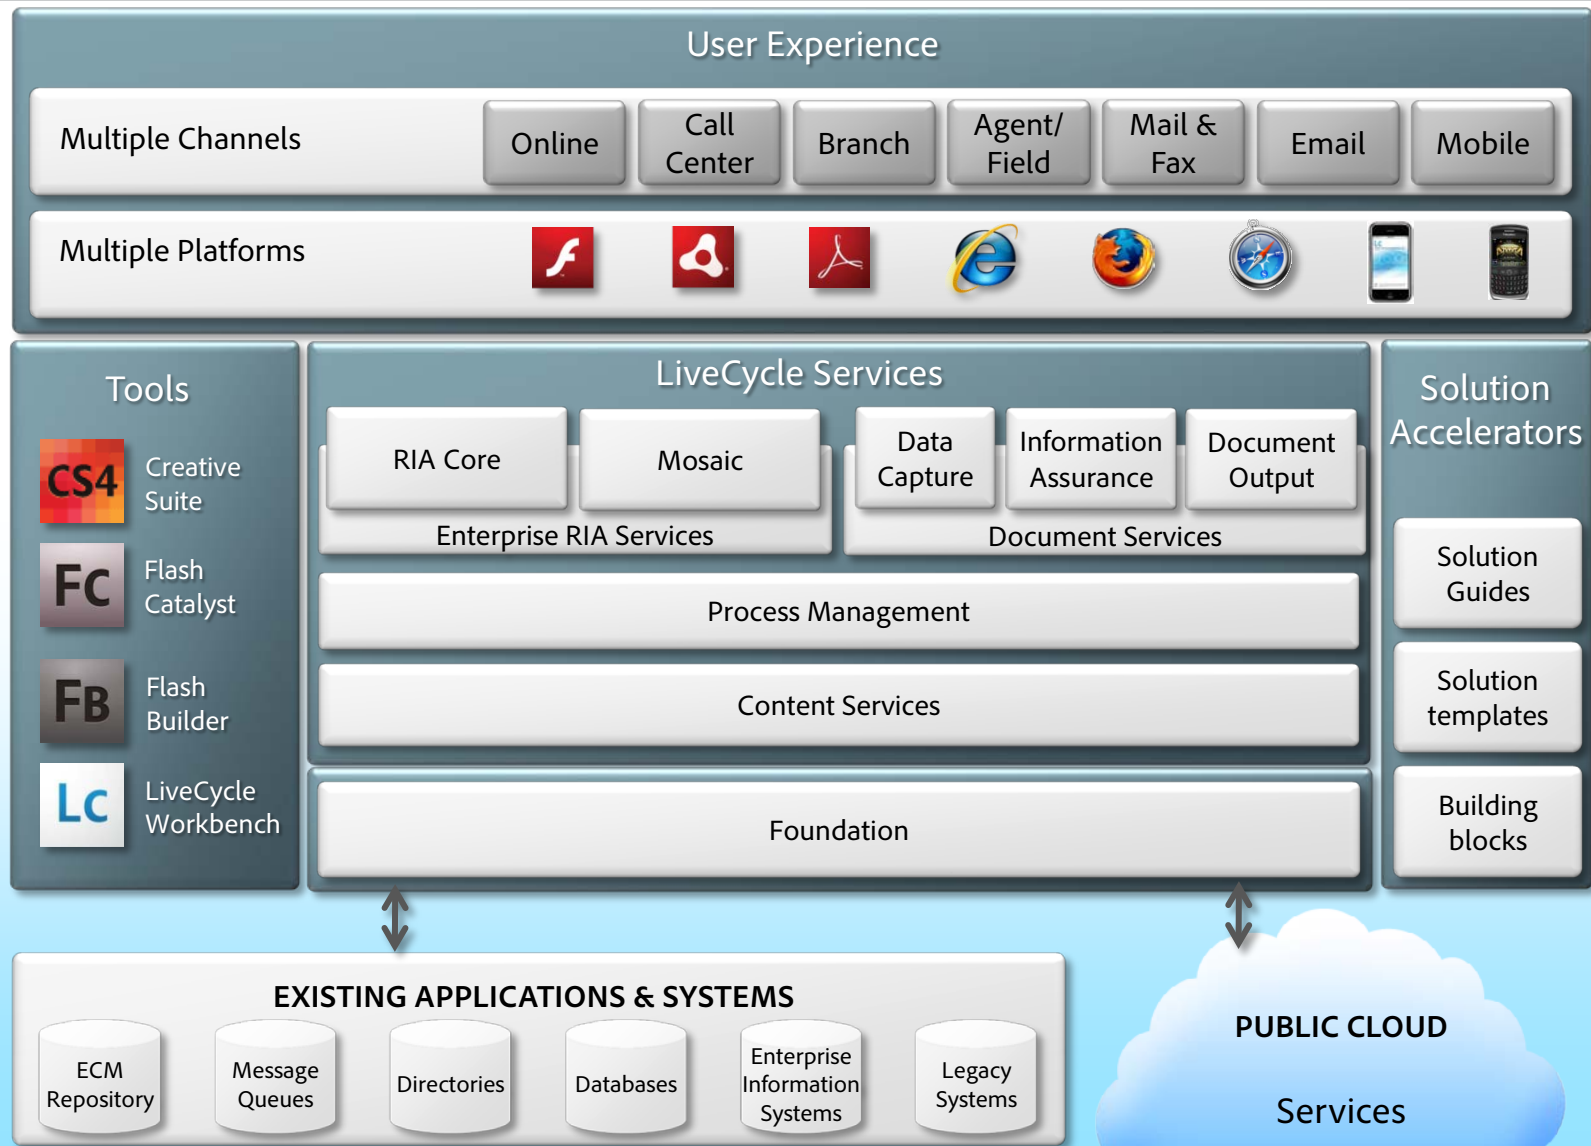 User Experience
Multiple Channels
Online
Call
Center
Branch
Agent/
Field
Mail &
Fax
Email
Mobile
Multiple Platforms
Tools
CS4
Creative
Suite
FC
Flash
Catalyst
FB
Flash
Builder
LC
LiveCycle
Workbench
LiveCycle Services
RIA Core
Mosaic
Enterprise RIA Services
Data
Capture
Information
Assurance
Document
Output
Document Services
Process Management
Content Services
Foundation
Solution
Accelerators
Solution
Guides
Solution
templates
Building
blocks
EXISTING APPLICATIONS & SYSTEMS
ECM
Repository
Message
Queues
Directories
Databases
Enterprise
Information
Systems
Legacy
Systems
PUBLIC CLOUD
Services